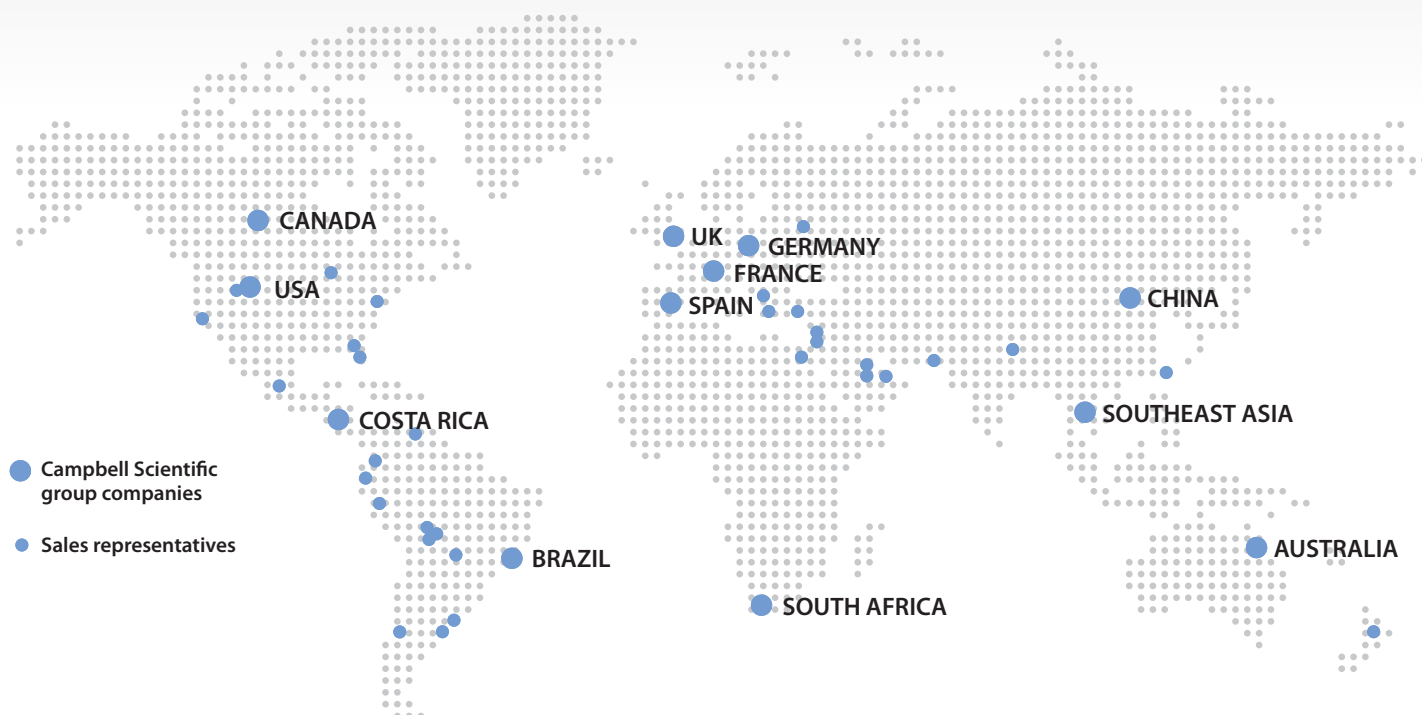 CANADA
UK
GERMANY
FRANCE
USA
SPAIN
CHINA
COSTA RICA
SOUTHEAST ASIA
Campbell Scientific
group companies
Sales representatives
BRAZIL
AUSTRALIA
SOUTH AFRICA